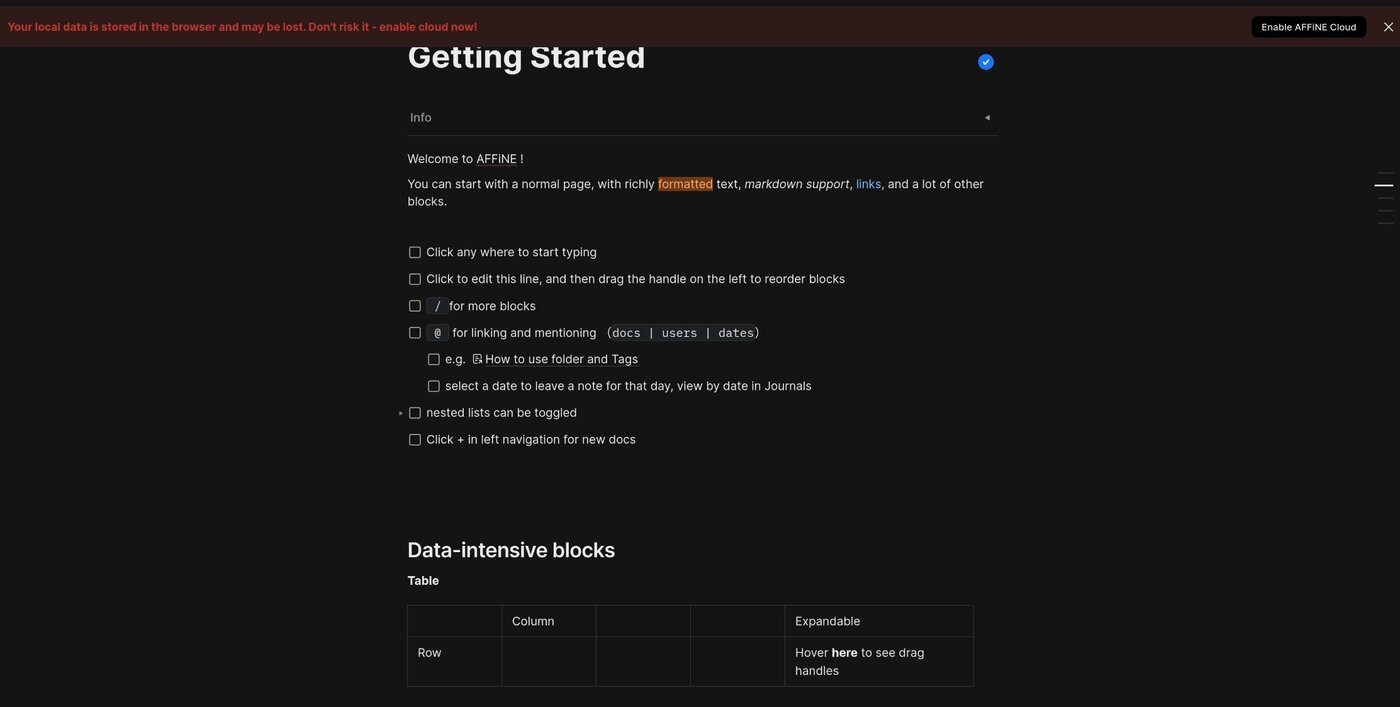 Your local data is stored in the browser and may be lost. Don't risk it - enable cloud now!
Enable AFFiNE Cloud
Getting Started
Info
Welcome to AFFiNE !
You can start with a normal page, with richly formatted text, markdown support, links, and a lot of other
blocks.
Click any where to start typing
Click to edit this line, and then drag the handle on the left to reorder blocks
/ for more blocks
@ for linking and mentioning (docs | users | dates)
e.g. How to use folder and Tags
select a date to leave a note for that day, view by date in Journals
nested lists can be toggled
Click + in left navigation for new docs
Data-intensive blocks
Table
Column Expandable
Row Hover here to see drag
handles